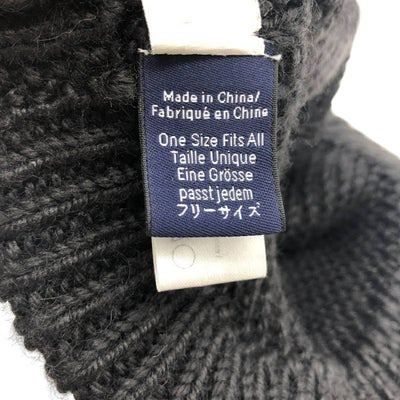 Made in China/
Fabriqué en Chine
One Size Fits All
Taille Unique
Eine Grösse
passt jedem
フリーサイズ